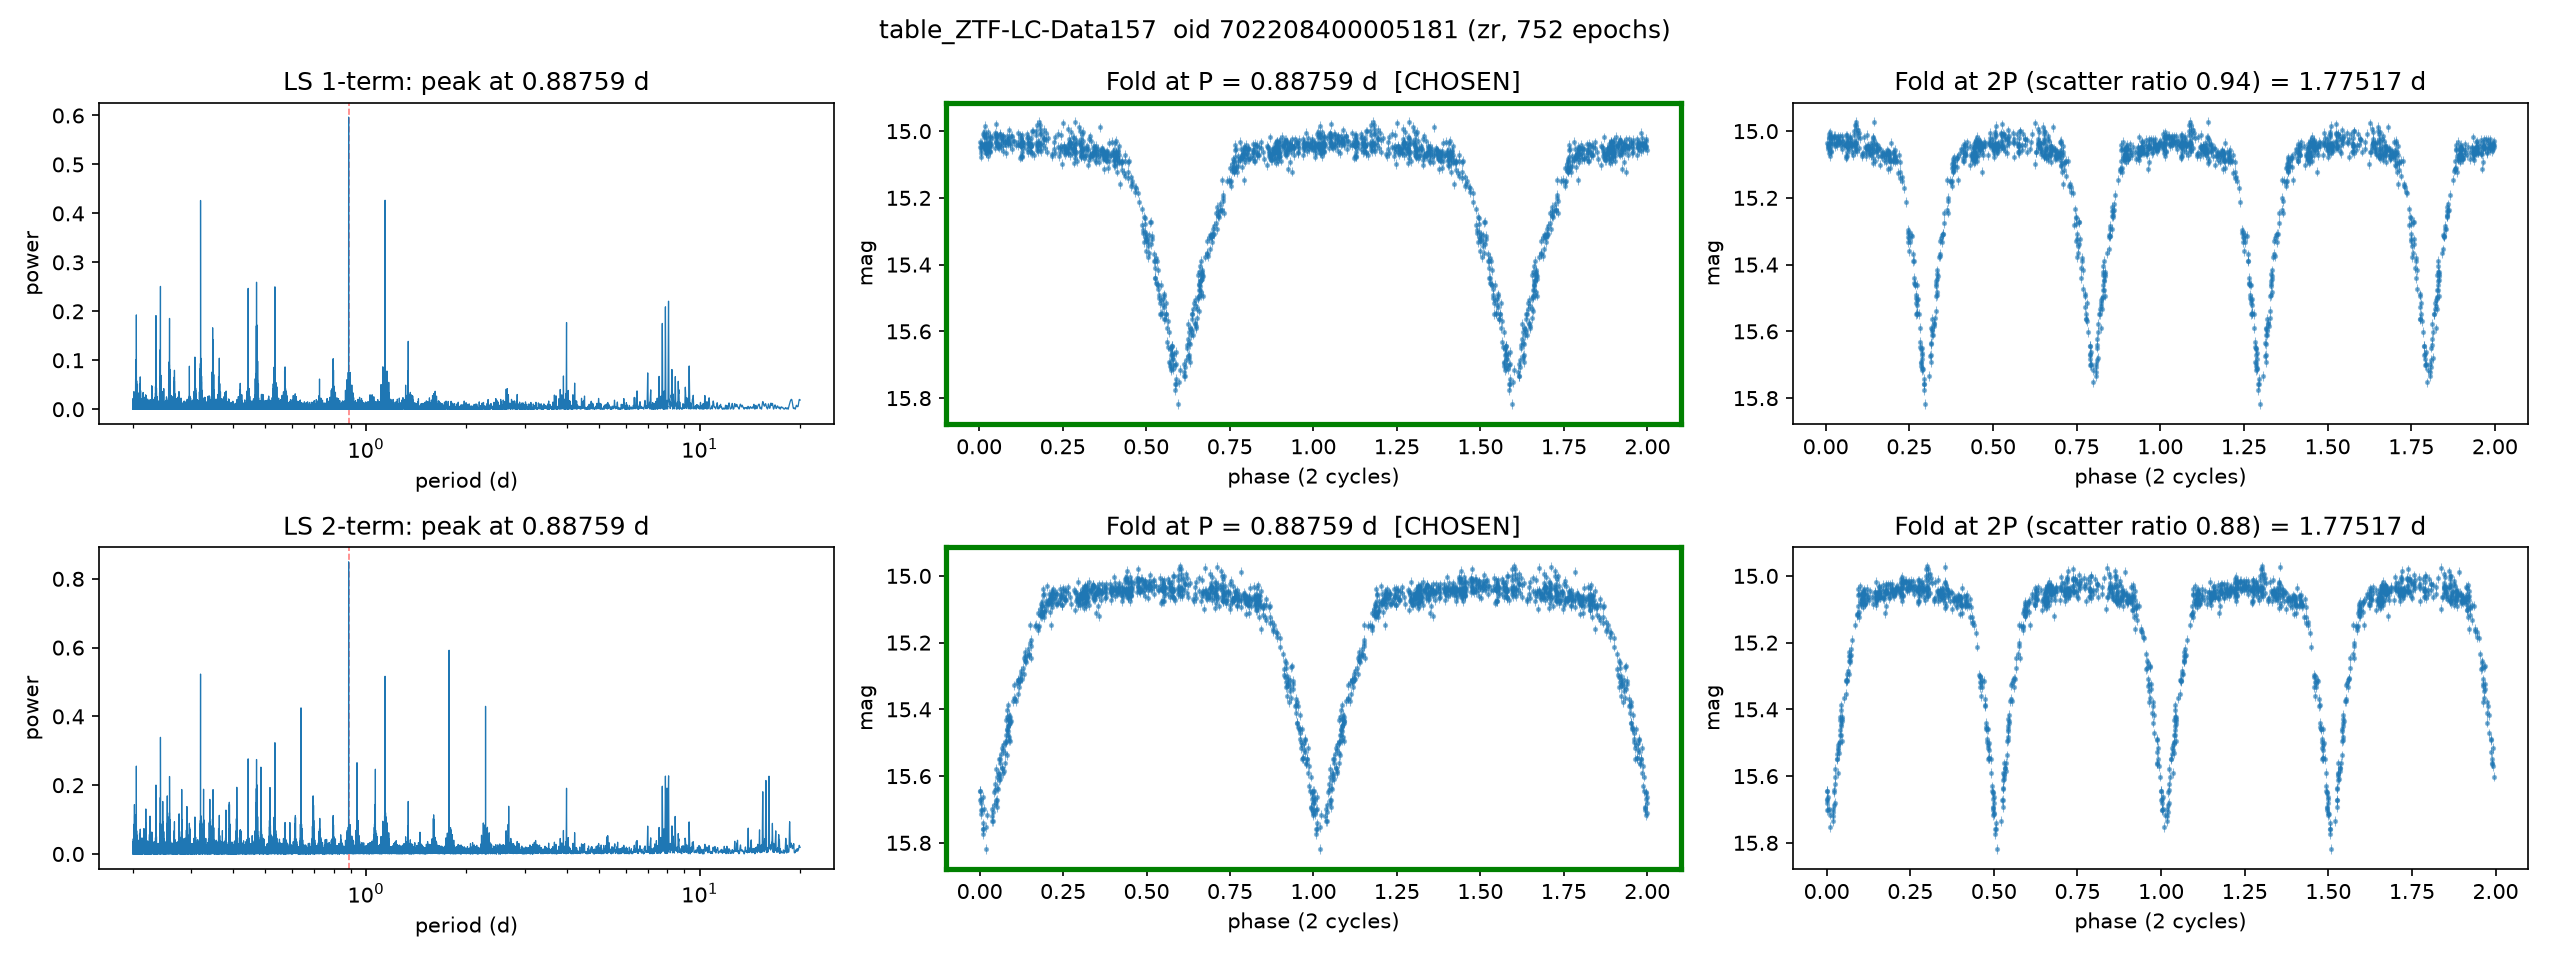 table_ZTF-LC-Data157  oid 702208400005181 (zr, 752 epochs)
LS 1-term: peak at 0.88759 d
0.6
0.5
0.4
0.3
0.2
0.1
0.0
power
10⁰
10¹
period (d)
Fold at P = 0.88759 d  [CHOSEN]
15.0
15.2
15.4
15.6
15.8
mag
0.00 0.25 0.50 0.75 1.00 1.25 1.50 1.75 2.00
phase (2 cycles)
Fold at 2P (scatter ratio 0.94) = 1.77517 d
15.0
15.2
15.4
15.6
15.8
mag
0.00 0.25 0.50 0.75 1.00 1.25 1.50 1.75 2.00
phase (2 cycles)
LS 2-term: peak at 0.88759 d
0.8
0.6
0.4
0.2
0.0
power
10⁰
10¹
period (d)
Fold at P = 0.88759 d  [CHOSEN]
15.0
15.2
15.4
15.6
15.8
mag
0.00 0.25 0.50 0.75 1.00 1.25 1.50 1.75 2.00
phase (2 cycles)
Fold at 2P (scatter ratio 0.88) = 1.77517 d
15.0
15.2
15.4
15.6
15.8
mag
0.00 0.25 0.50 0.75 1.00 1.25 1.50 1.75 2.00
phase (2 cycles)